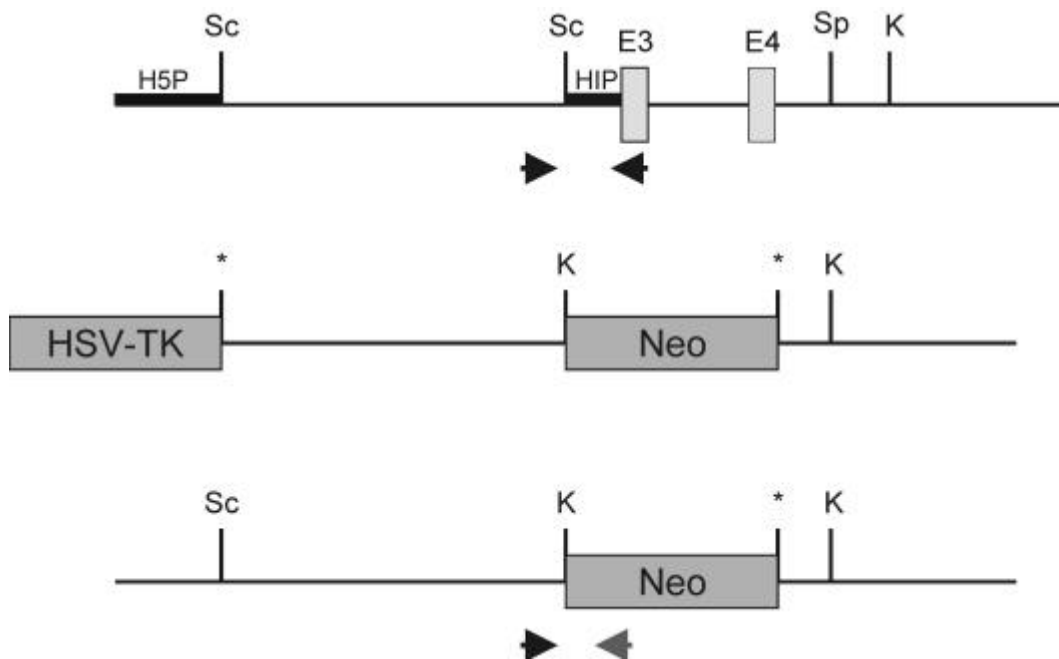 Sc Sc E3 E4 Sp K
H5P HIP
* K * K
HSV-TK Neo
Sc K * K
Neo